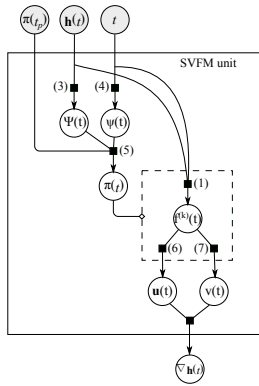 π(tₚ) h(t) t
SVFM unit
(3) (4)
Ψ(t) ψ(t)
(5)
π(t)
(1)
f⁽ᵏ⁾(t)
(6) (7)
u(t) v(t)
∇h(t)